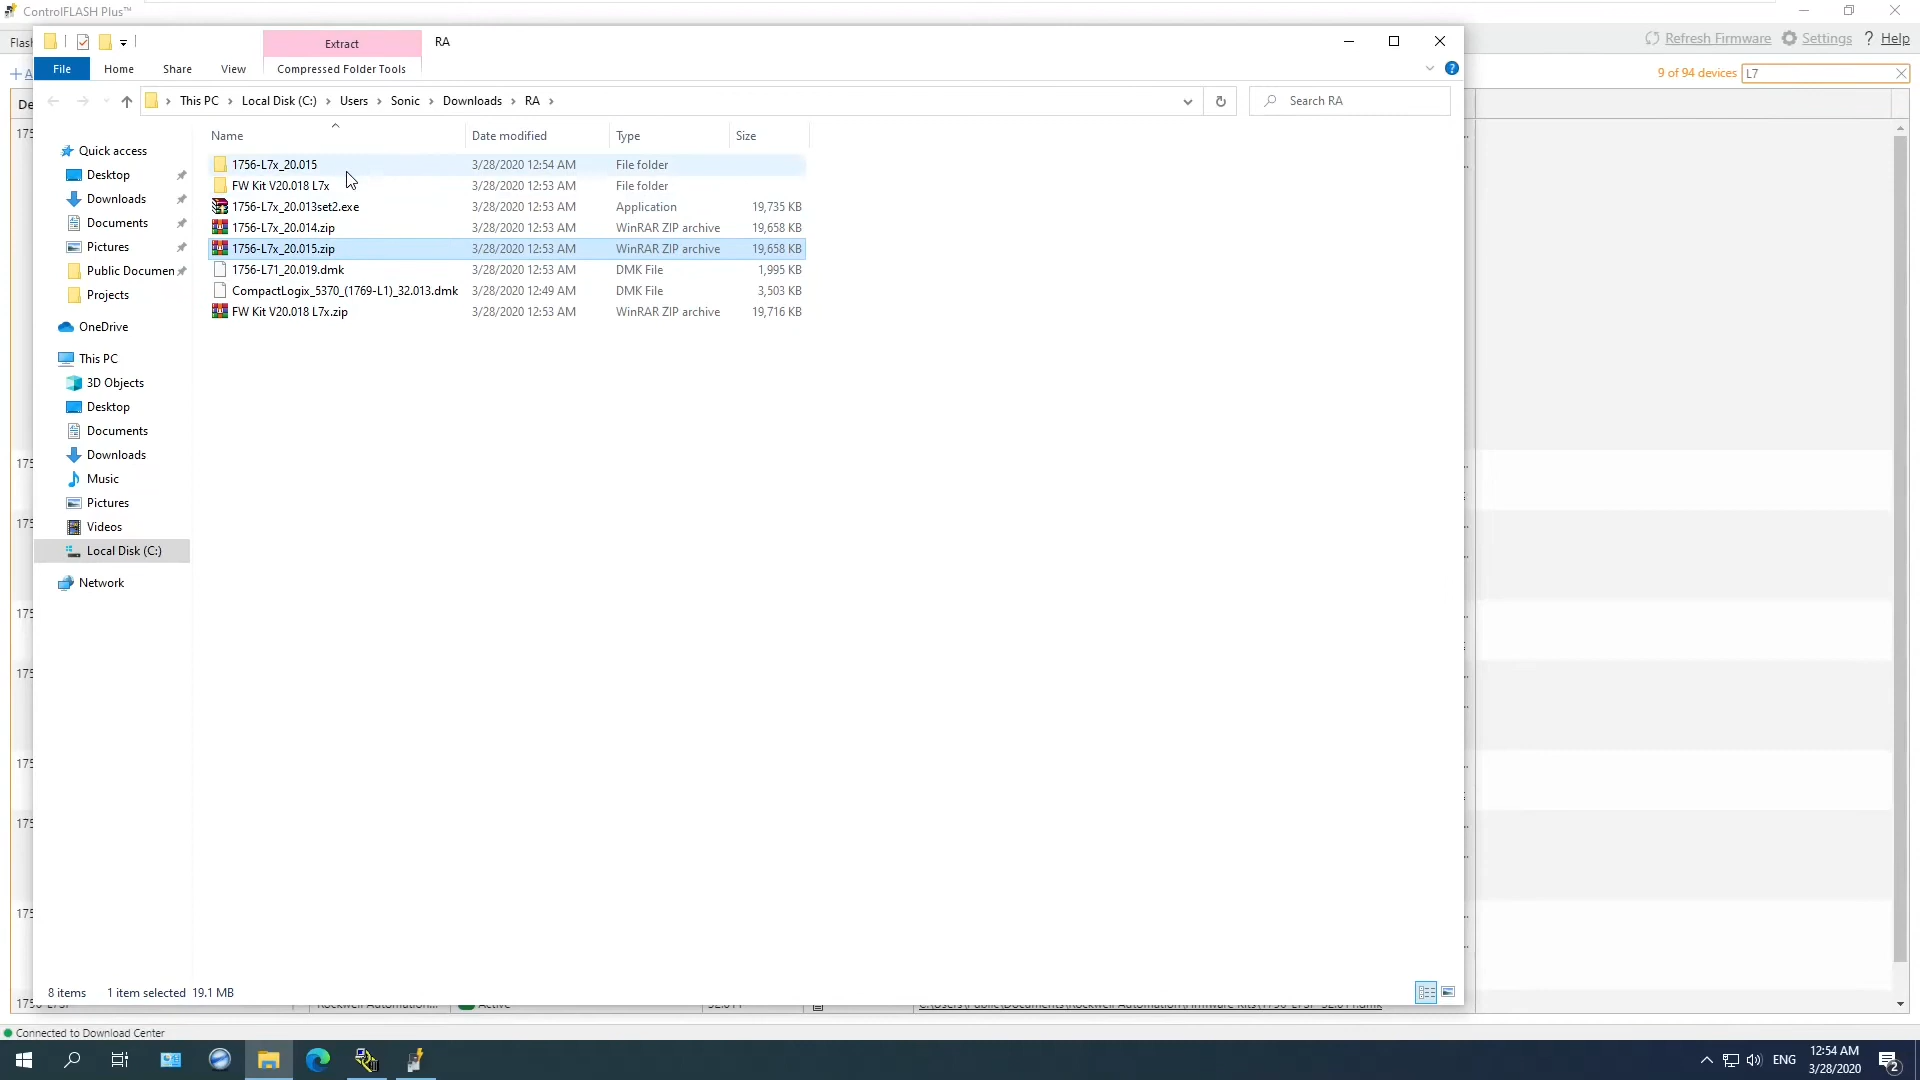 ControlFLASH Plus™
Flash
Refresh Firmware
Settings
? Help
Extract
RA
File
Home
Share
View
Compressed Folder Tools
9 of 94 devices
L7
This PC
Local Disk (C:)
Users
Sonic
Downloads
RA
Search RA
Name
Date modified
Type
Size
Quick access
Desktop
Downloads
Documents
Pictures
Public Documen
Projects
OneDrive
This PC
3D Objects
Desktop
Documents
Downloads
Music
Pictures
Videos
Local Disk (C:)
Network
1756-L7x_20.015 3/28/2020 12:54 AM File folder
FW Kit V20.018 L7x 3/28/2020 12:53 AM File folder
1756-L7x_20.013set2.exe 3/28/2020 12:53 AM Application 19,735 KB
1756-L7x_20.014.zip 3/28/2020 12:53 AM WinRAR ZIP archive 19,658 KB
1756-L7x_20.015.zip 3/28/2020 12:53 AM WinRAR ZIP archive 19,658 KB
1756-L71_20.019.dmk 3/28/2020 12:53 AM DMK File 1,995 KB
CompactLogix_5370_(1769-L1)_32.013.dmk 3/28/2020 12:49 AM DMK File 3,503 KB
FW Kit V20.018 L7x.zip 3/28/2020 12:53 AM WinRAR ZIP archive 19,716 KB
8 items
1 item selected 19.1 MB
Connected to Download Center
ENG
12:54 AM
3/28/2020
2